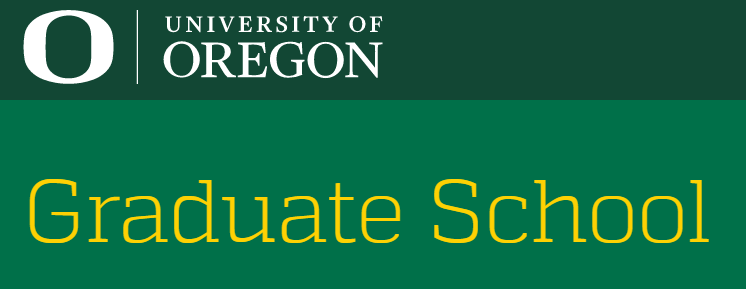 O
UNIVERSITY OF
OREGON
Graduate School